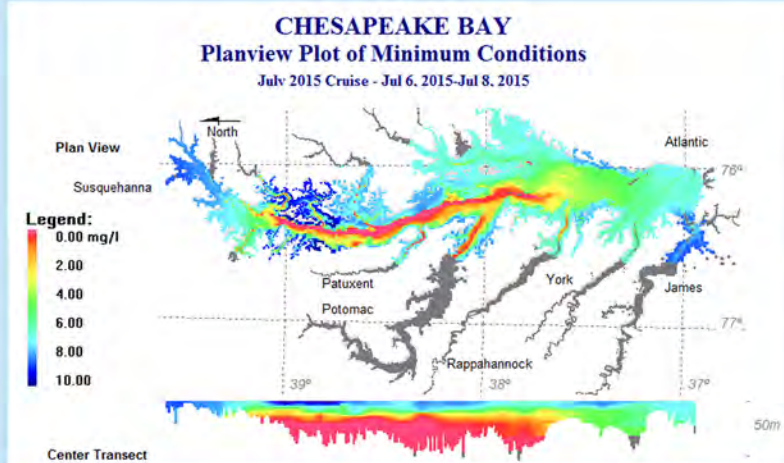 CHESAPEAKE BAY
Planview Plot of Minimum Conditions
July 2015 Cruise - Jul 6, 2015-Jul 8, 2015
North
Plan View
Atlantic
76°
Susquehanna
Legend:
0.00 mg/l
2.00
4.00
6.00
8.00
10.00
Patuxent
York
James
Potomac
77°
Rappahannock
39°
38°
37°
50m
Center Transect